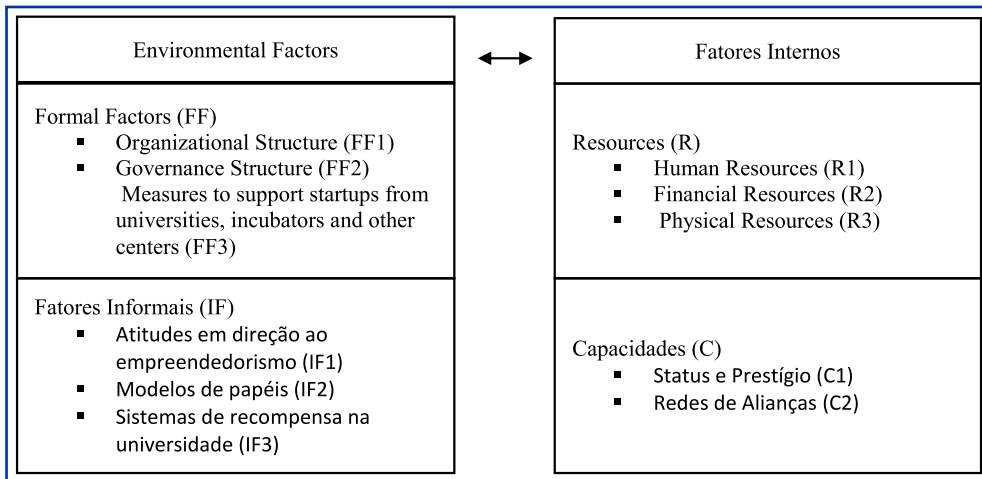 Environmental Factors
Formal Factors (FF)
▪ Organizational Structure (FF1)
▪ Governance Structure (FF2)
Measures to support startups from
universities, incubators and other
centers (FF3)
Fatores Informais (IF)
▪ Atitudes em direção ao
empreendedorismo (IF1)
▪ Modelos de papéis (IF2)
▪ Sistemas de recompensa na
universidade (IF3)
Fatores Internos
Resources (R)
▪ Human Resources (R1)
▪ Financial Resources (R2)
▪ Physical Resources (R3)
Capacidades (C)
▪ Status e Prestígio (C1)
▪ Redes de Alianças (C2)